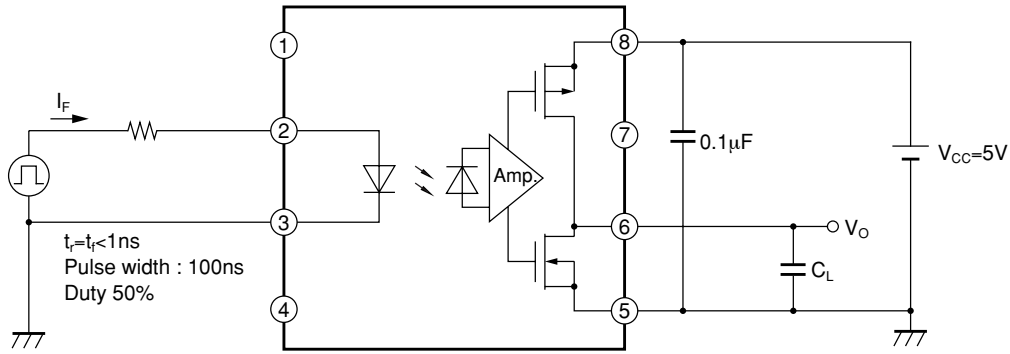 1
8
I_F
2
7
0.1μF
V_CC=5V
Amp.
3
6
V_O
t_r=t_f<1ns
Pulse width : 100ns
Duty 50%
C_L
4
5